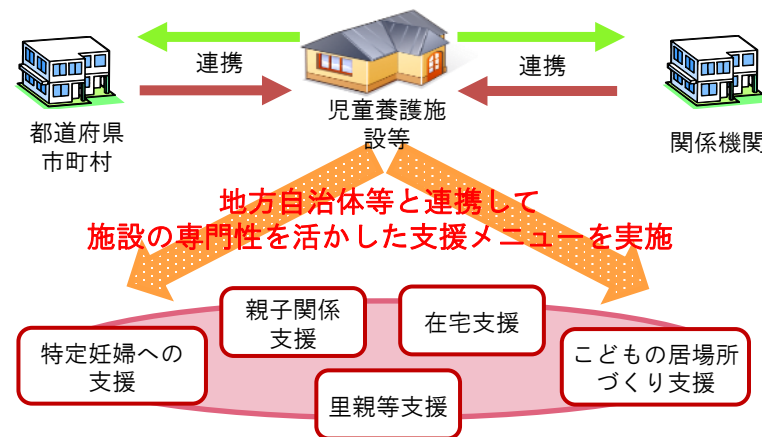 連携
連携
都道府県
市町村
児童養護施
設等
関係機関
地方自治体等と連携して
施設の専門性を活かした支援メニューを実施
親子関係
支援
在宅支援
特定妊婦への
支援
こどもの居場所
づくり支援
里親等支援